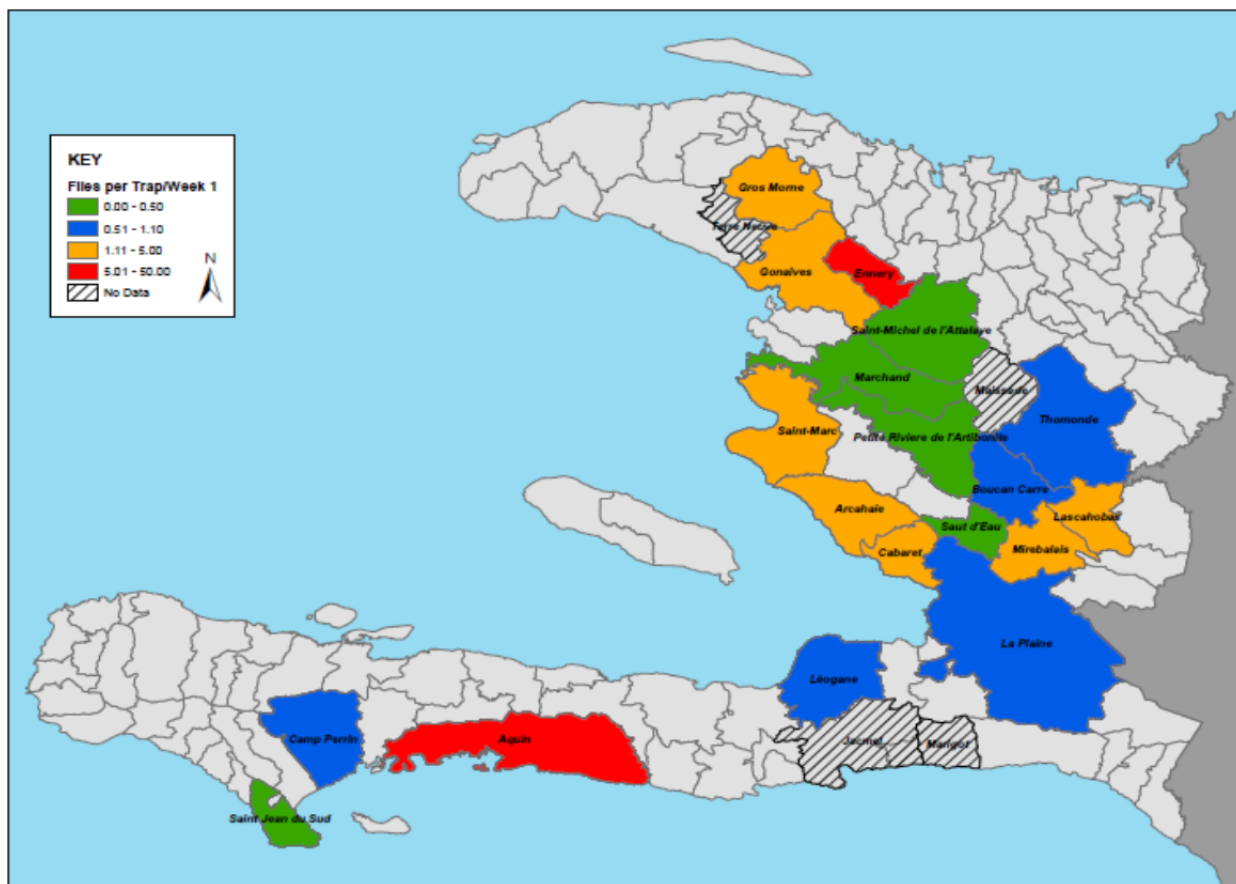 KEY
Flies per Trap/Week 1
0.00 - 0.50
0.51 - 1.10
1.11 - 5.00
5.01 - 50.00
No Data
N
Gros Morne
Terre Neuve
Gonaïves
Ennery
Saint-Michel de l'Attalaye
Marchand
Maissade
Thomonde
Saint-Marc
Petite Riviere de l'Artibonite
Boucan Carre
Arcahaie
Saut d'Eau
Lascahobas
Cabaret
Mirebalais
La Plaine
Léogane
Camp Perrin
Aquin
Jacmel
Marigot
Saint Jean du Sud